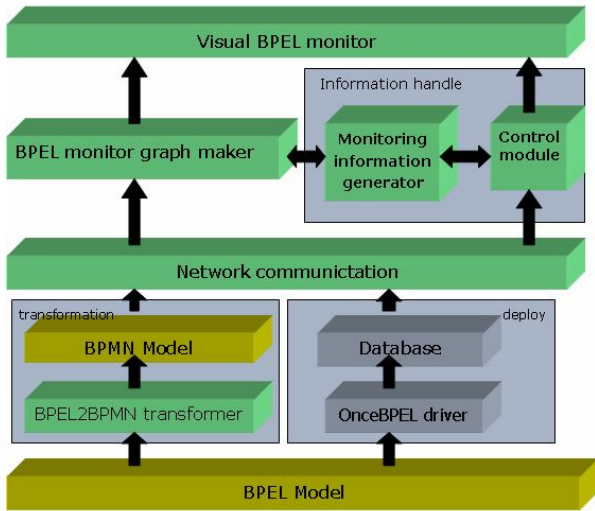 Visual BPEL monitor
Information handle
BPEL monitor graph maker
Monitoring
information
generator
Control
module
Network communictation
transformation
deploy
BPMN Model
Database
BPEL2BPMN transformer
OnceBPEL driver
BPEL Model